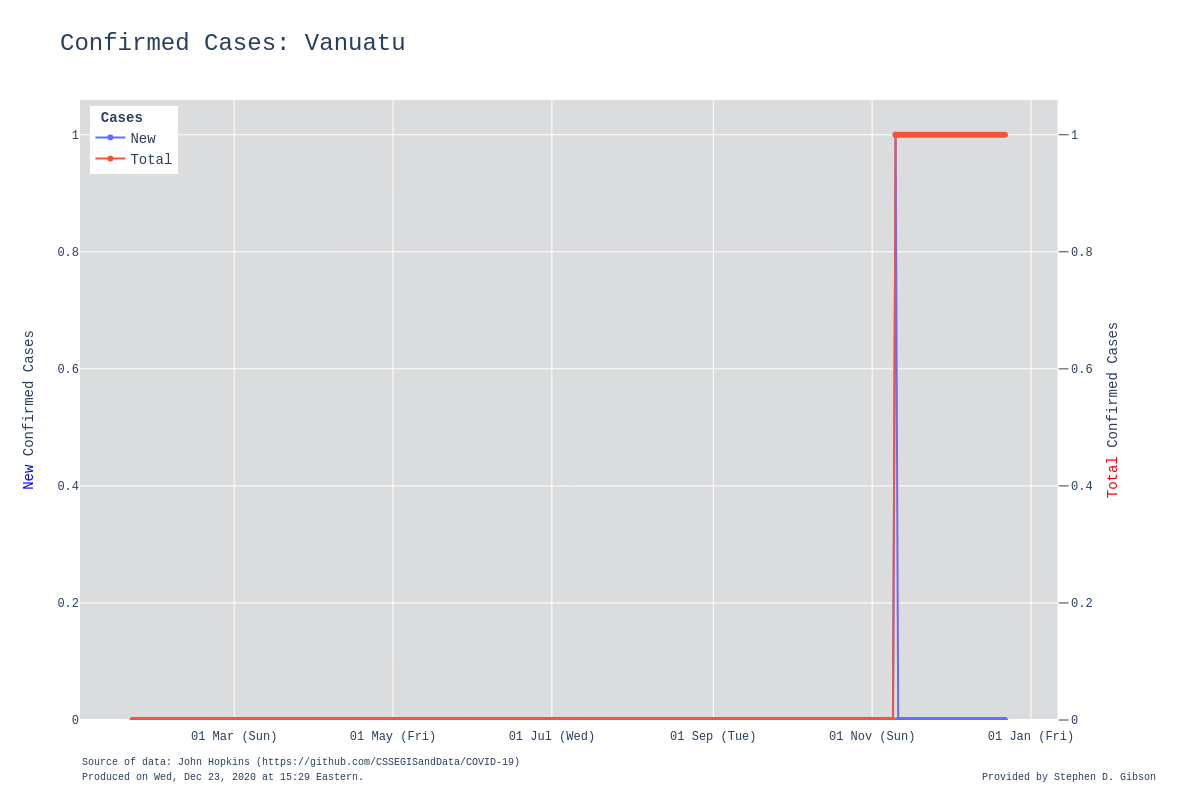 Confirmed Cases: Vanuatu
Cases
New
Total
1
0.8
0.6
0.4
0.2
0
New Confirmed Cases
1
0.8
0.6
0.4
0.2
0
Total Confirmed Cases
01 Mar (Sun)
01 May (Fri)
01 Jul (Wed)
01 Sep (Tue)
01 Nov (Sun)
01 Jan (Fri)
Source of data: John Hopkins (https://github.com/CSSEGISandData/COVID-19)
Produced on Wed, Dec 23, 2020 at 15:29 Eastern.
Provided by Stephen D. Gibson